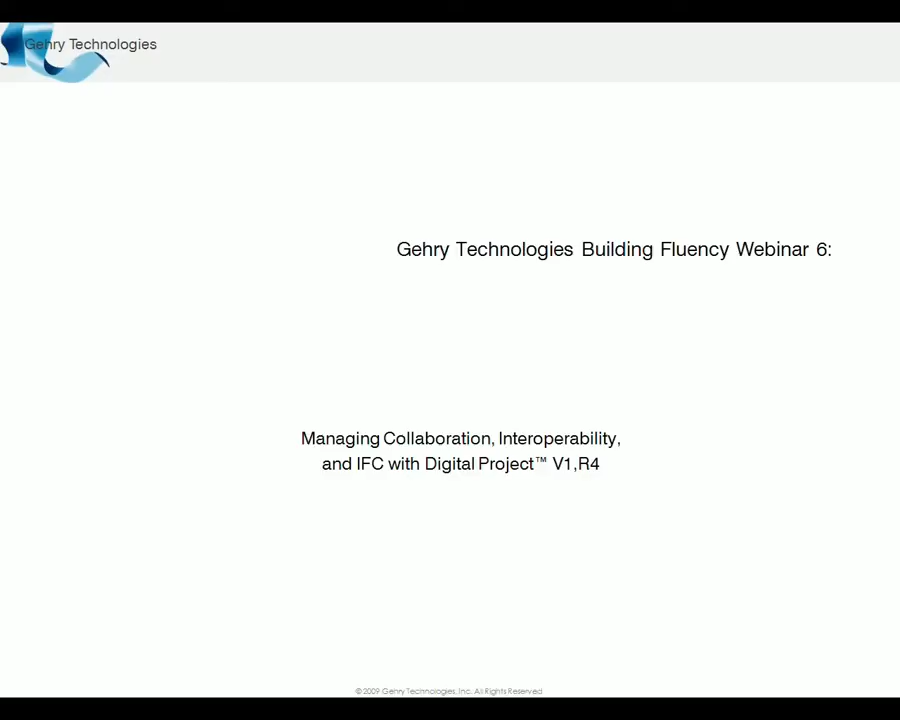 Gehry Technologies
Gehry Technologies Building Fluency Webinar 6:
Managing Collaboration, Interoperability,
and IFC with Digital Project™ V1,R4
© 2009 Gehry Technologies, Inc. All Rights Reserved